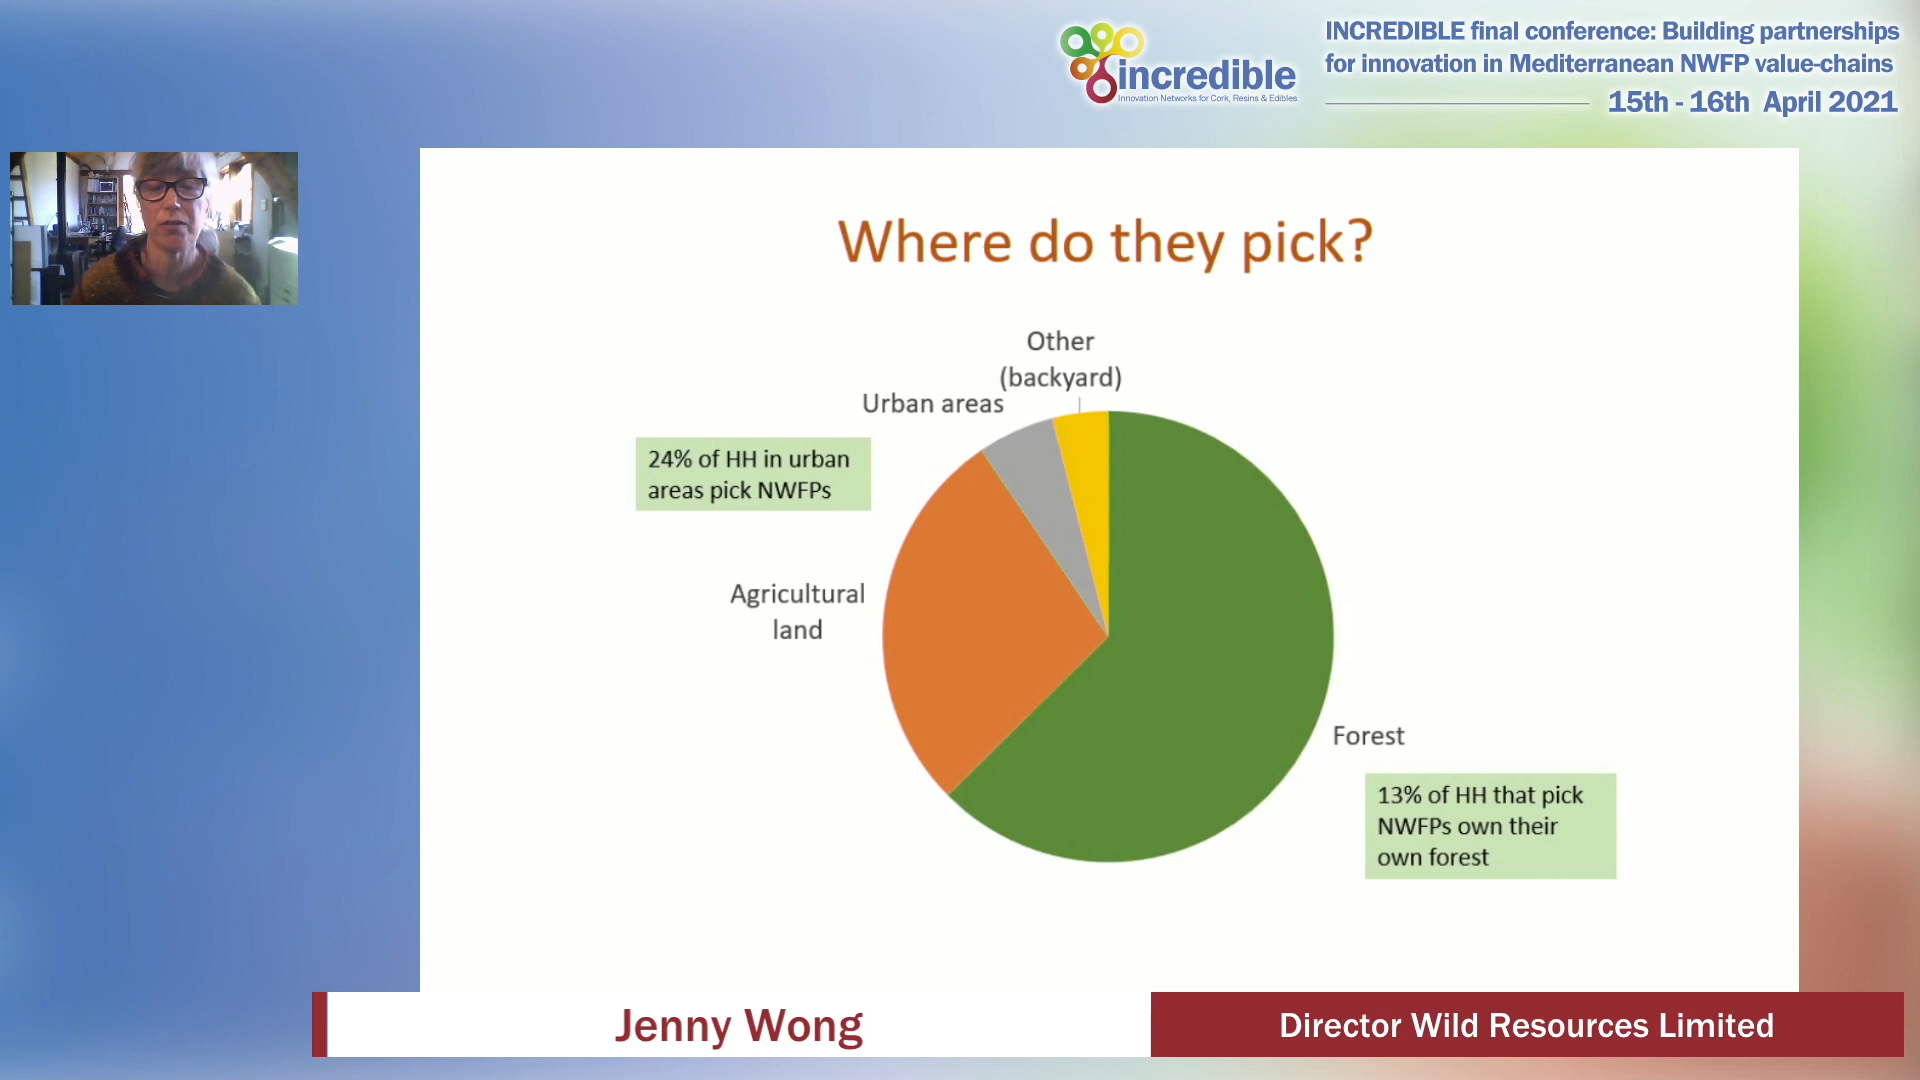 incredible
Innovation Networks for Cork, Resins & Edibles
INCREDIBLE final conference: Building partnerships
for innovation in Mediterranean NWFP value-chains
15th - 16th April 2021
Where do they pick?
Other
(backyard)
Urban areas
24% of HH in urban
areas pick NWFPs
Agricultural
land
Forest
13% of HH that pick
NWFPs own their
own forest
Jenny Wong
Director Wild Resources Limited